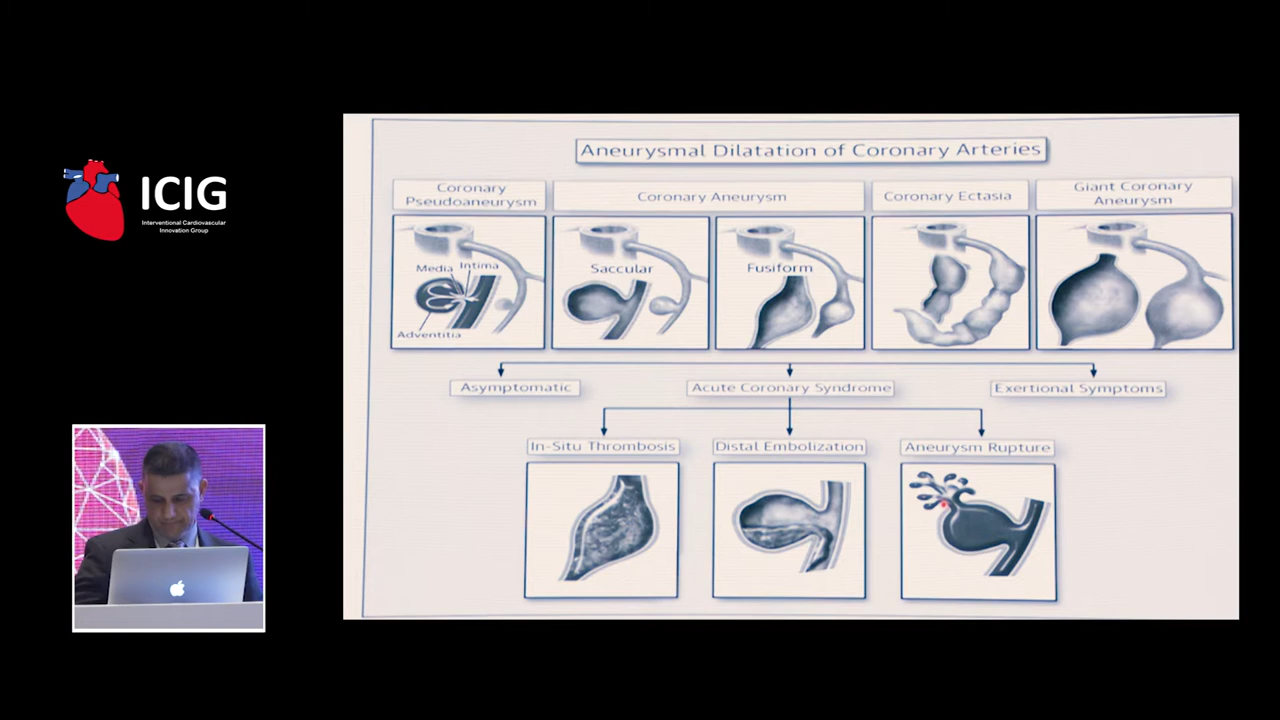 ICIG
Interventional Cardiovascular
Innovation Group
Aneurysmal Dilatation of Coronary Arteries
Coronary
Pseudoaneurysm
Coronary Aneurysm
Coronary Ectasia
Giant Coronary
Aneurysm
Media
Intima
Adventitia
Saccular
Fusiform
Asymptomatic
Acute Coronary Syndrome
Exertional Symptoms
In-Situ Thrombosis
Distal Embolization
Aneurysm Rupture